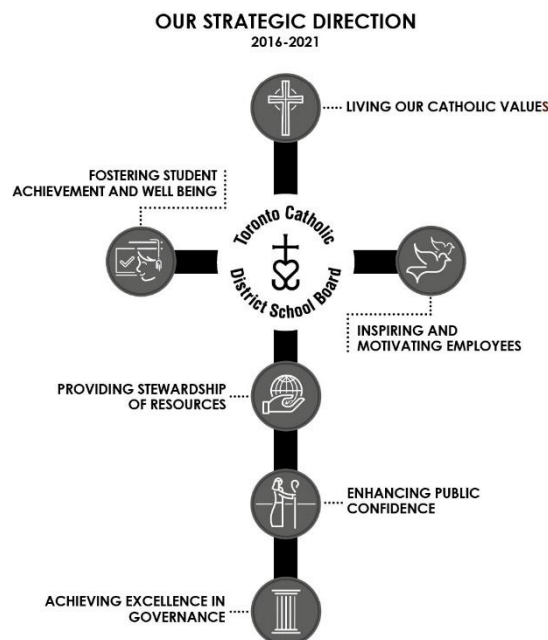 OUR STRATEGIC DIRECTION
2016-2021
LIVING OUR CATHOLIC VALUES
FOSTERING STUDENT
ACHIEVEMENT AND WELL BEING
Toronto Catholic
District School Board
INSPIRING AND
MOTIVATING EMPLOYEES
PROVIDING STEWARDSHIP
OF RESOURCES
ENHANCING PUBLIC
CONFIDENCE
ACHIEVING EXCELLENCE IN
GOVERNANCE